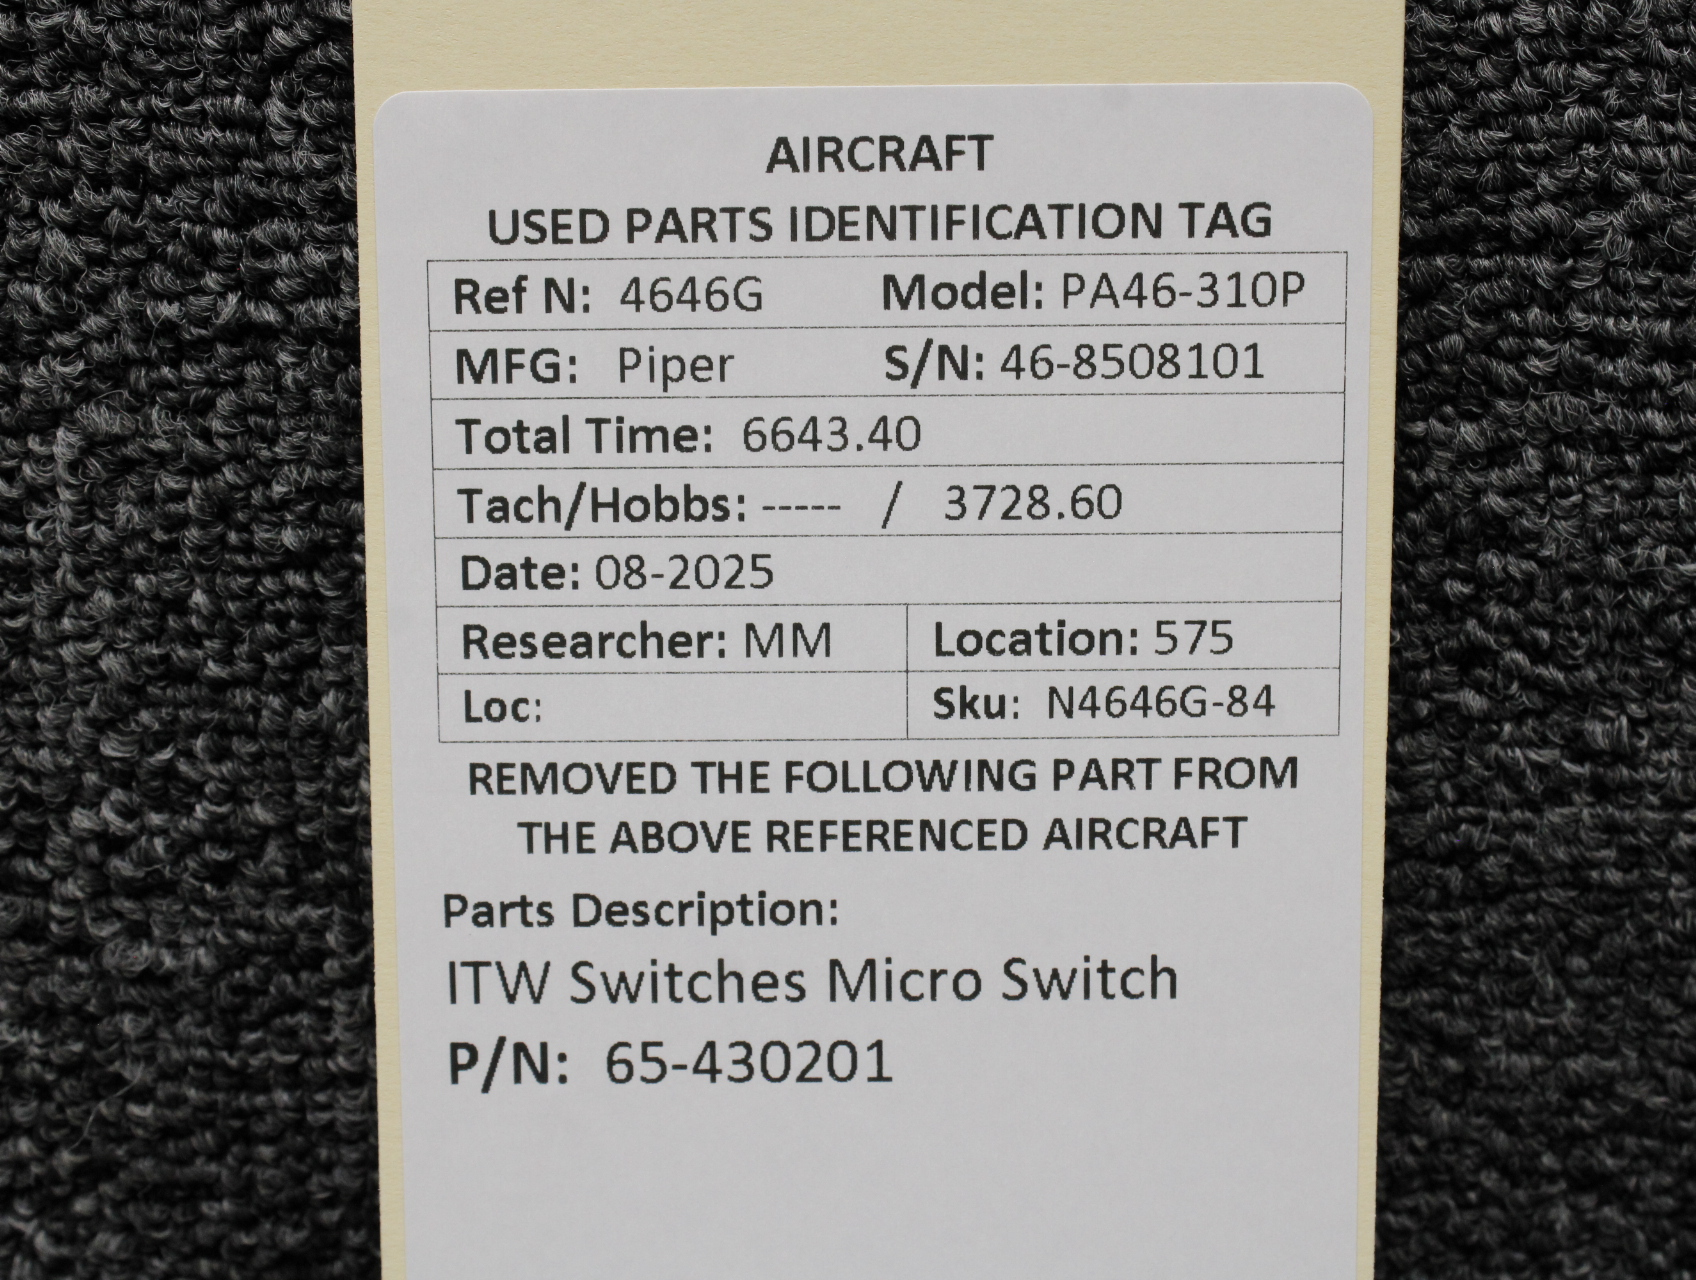 AIRCRAFT
USED PARTS IDENTIFICATION TAG
Ref N: 4646G Model: PA46-310P
MFG: Piper S/N: 46-8508101
Total Time: 6643.40
Tach/Hobbs: ----- / 3728.60
Date: 08-2025
Researcher: MM Location: 575
Loc: Sku: N4646G-84
REMOVED THE FOLLOWING PART FROM
THE ABOVE REFERENCED AIRCRAFT
Parts Description:
ITW Switches Micro Switch
P/N: 65-430201